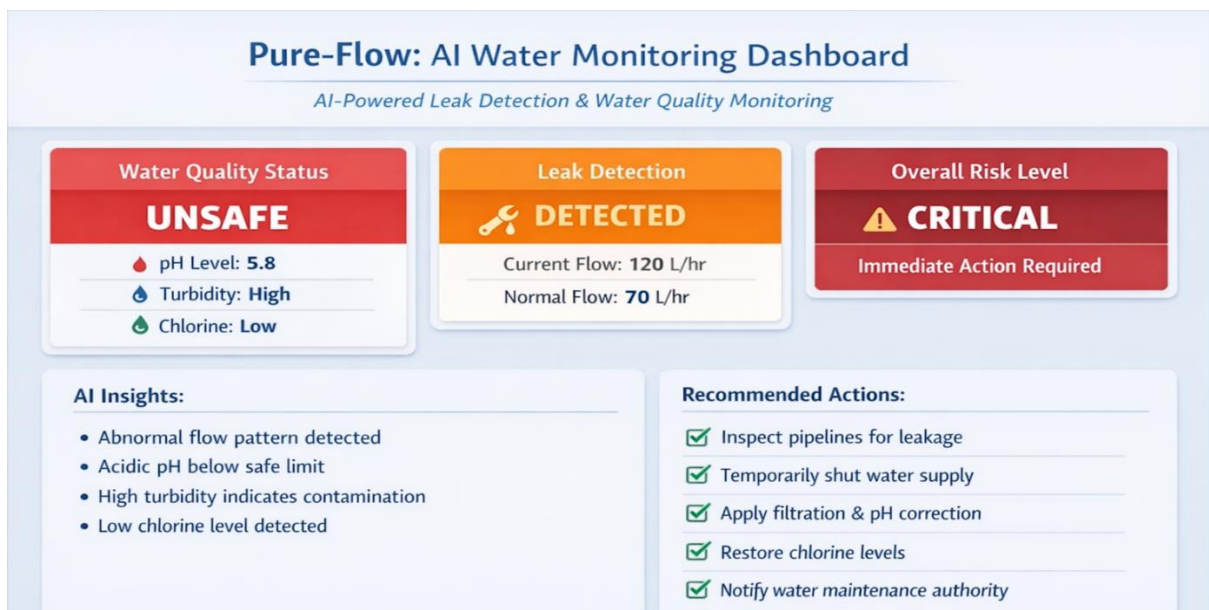 Pure-Flow: AI Water Monitoring Dashboard
AI-Powered Leak Detection & Water Quality Monitoring
Water Quality Status
UNSAFE
pH Level: 5.8
Turbidity: High
Chlorine: Low
Leak Detection
DETECTED
Current Flow: 120 L/hr
Normal Flow: 70 L/hr
Overall Risk Level
CRITICAL
Immediate Action Required
AI Insights:
• Abnormal flow pattern detected
• Acidic pH below safe limit
• High turbidity indicates contamination
• Low chlorine level detected
Recommended Actions:
Inspect pipelines for leakage
Temporarily shut water supply
Apply filtration & pH correction
Restore chlorine levels
Notify water maintenance authority